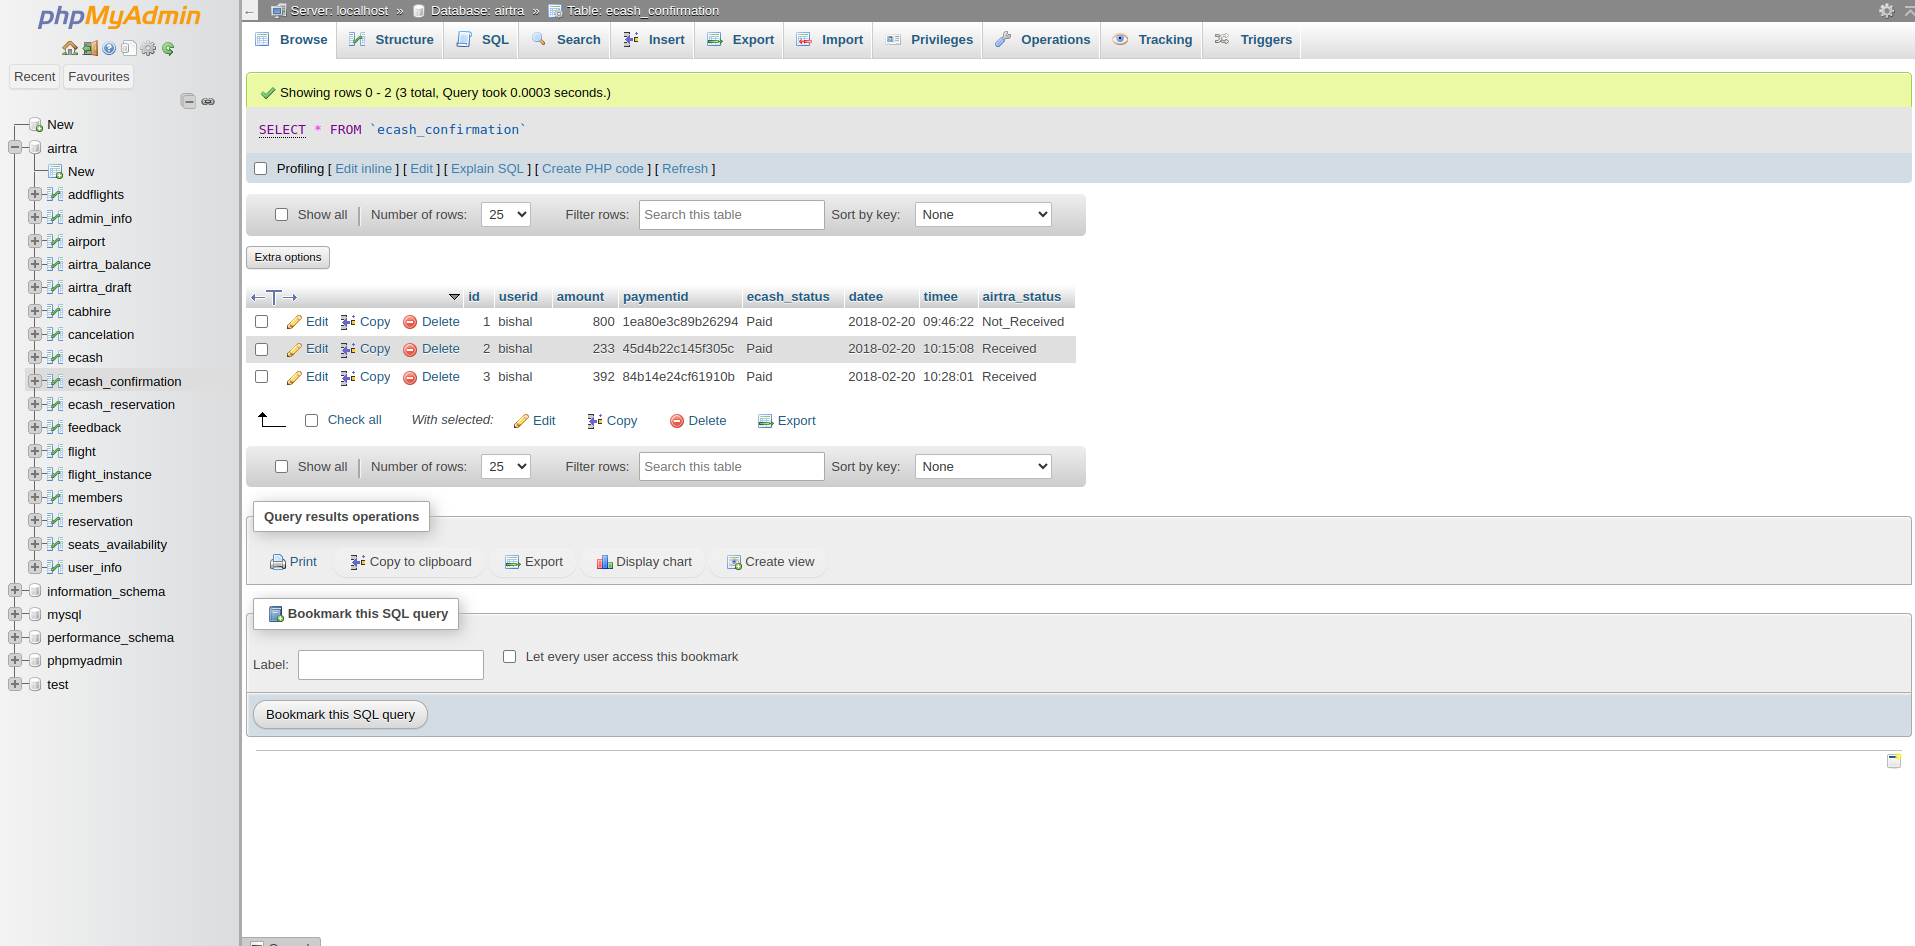 phpMyAdmin
Recent Favourites
New
airtra
New
addflights
admin_info
airport
airtra_balance
airtra_draft
cabhire
cancelation
ecash
ecash_confirmation
ecash_reservation
feedback
flight
flight_instance
members
reservation
seats_availability
user_info
information_schema
mysql
performance_schema
phpmyadmin
test
← Server: localhost » Database: airtra » Table: ecash_confirmation
Browse Structure SQL Search Insert Export Import Privileges Operations Tracking Triggers
Showing rows 0 - 2 (3 total, Query took 0.0003 seconds.)
SELECT * FROM `ecash_confirmation`
Profiling [ Edit inline ] [ Edit ] [ Explain SQL ] [ Create PHP code ] [ Refresh ]
Show all | Number of rows: 25 Filter rows: Search this table Sort by key: None
Extra options
←T→ id userid amount paymentid ecash_status datee timee airtra_status
Edit Copy Delete 1 bishal 800 1ea80e3c89b26294 Paid 2018-02-20 09:46:22 Not_Received
Edit Copy Delete 2 bishal 233 45d4b22c145f305c Paid 2018-02-20 10:15:08 Received
Edit Copy Delete 3 bishal 392 84b14e24cf61910b Paid 2018-02-20 10:28:01 Received
Check all With selected: Edit Copy Delete Export
Show all | Number of rows: 25 Filter rows: Search this table Sort by key: None
Query results operations
Print Copy to clipboard Export Display chart Create view
Bookmark this SQL query
Label: Let every user access this bookmark
Bookmark this SQL query